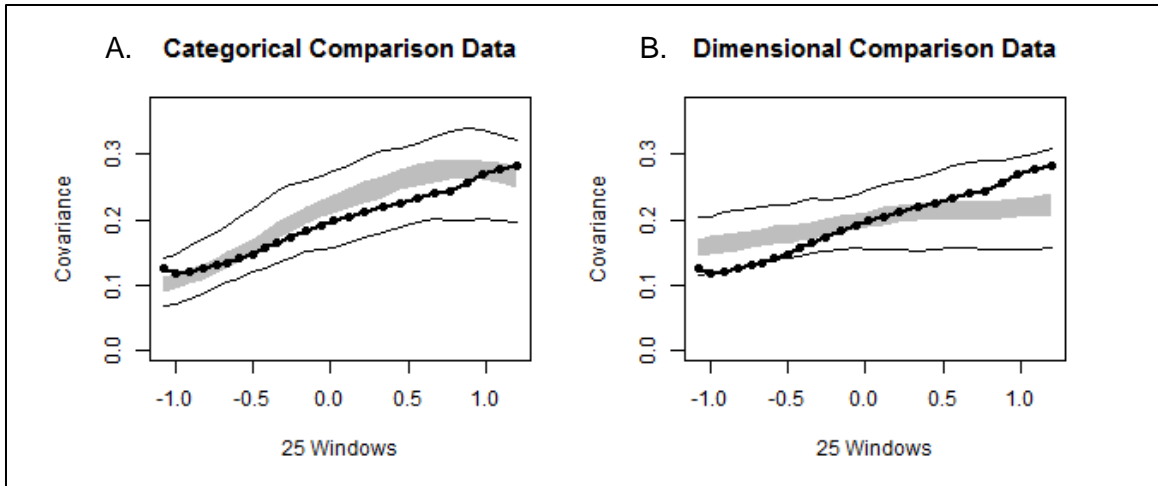 A. Categorical Comparison Data
Covariance
0.3
0.2
0.1
0.0
-1.0 -0.5 0.0 0.5 1.0
25 Windows
B. Dimensional Comparison Data
Covariance
0.3
0.2
0.1
0.0
-1.0 -0.5 0.0 0.5 1.0
25 Windows